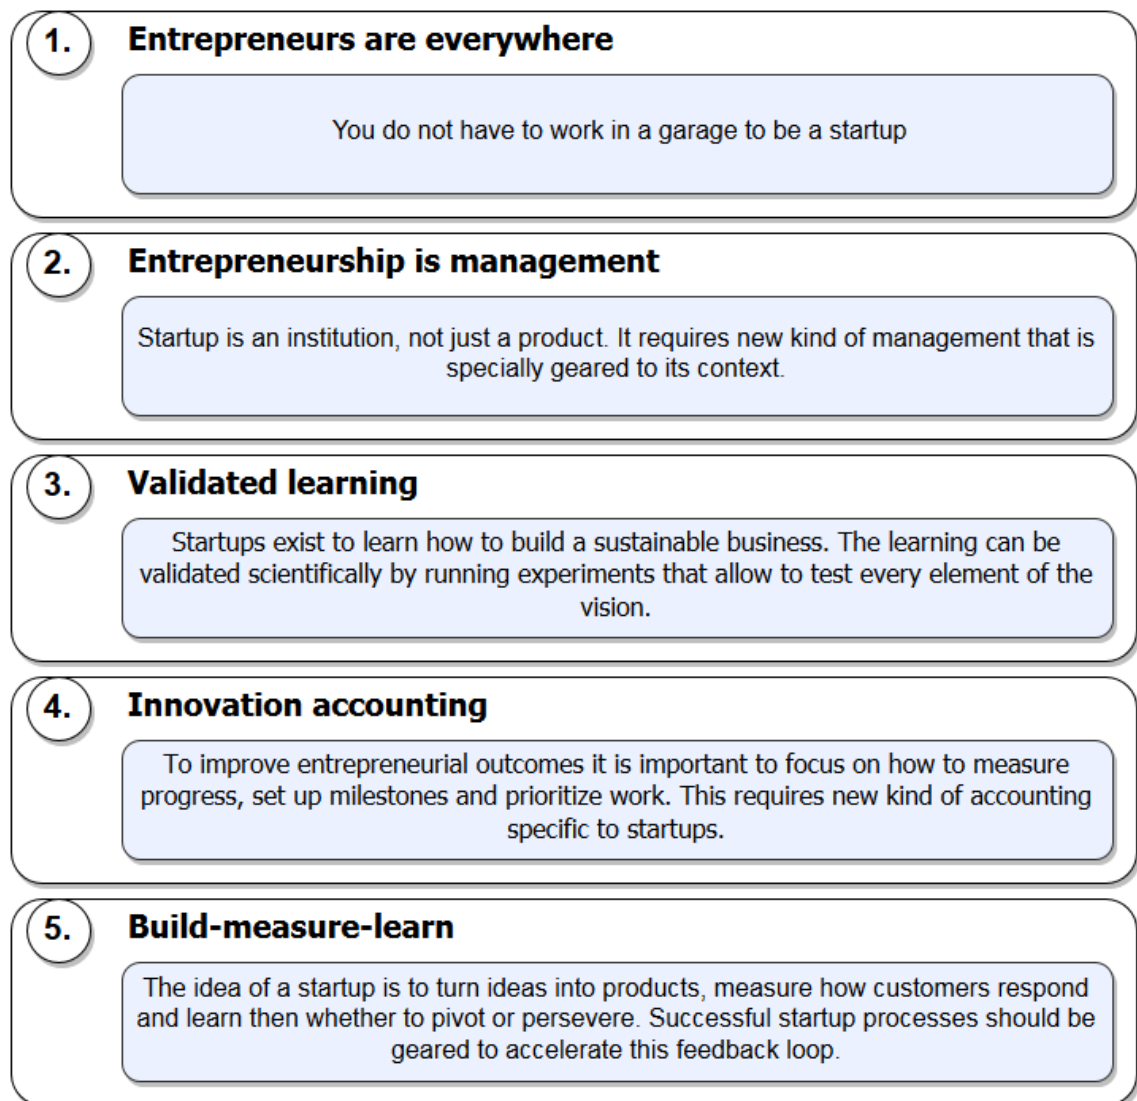 1. Entrepreneurs are everywhere
You do not have to work in a garage to be a startup
2. Entrepreneurship is management
Startup is an institution, not just a product. It requires new kind of management that is
specially geared to its context.
3. Validated learning
Startups exist to learn how to build a sustainable business. The learning can be
validated scientifically by running experiments that allow to test every element of the
vision.
4. Innovation accounting
To improve entrepreneurial outcomes it is important to focus on how to measure
progress, set up milestones and prioritize work. This requires new kind of accounting
specific to startups.
5. Build-measure-learn
The idea of a startup is to turn ideas into products, measure how customers respond
and learn then whether to pivot or persevere. Successful startup processes should be
geared to accelerate this feedback loop.